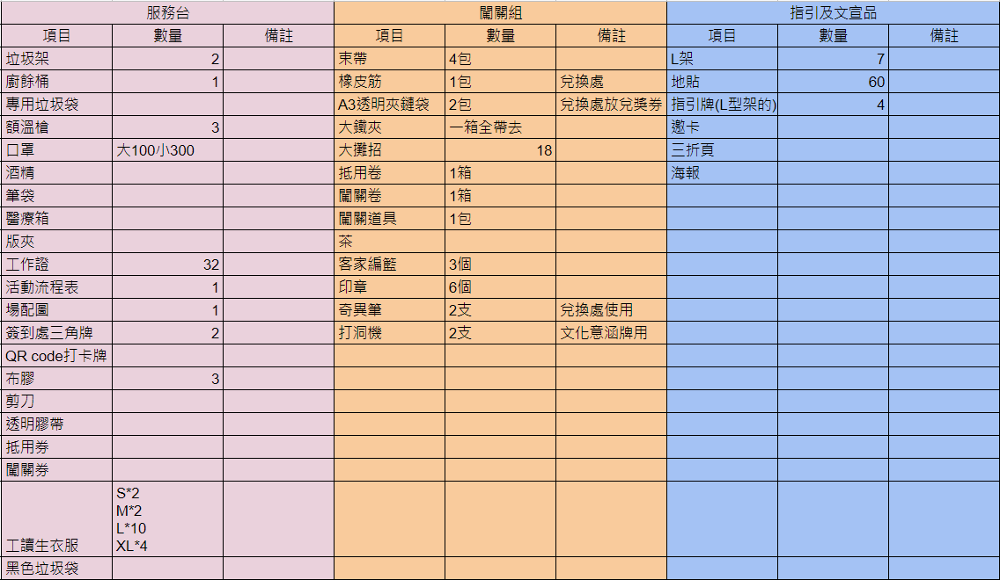 服務台 闖關組 指引及文宣品
項目 數量 備註 項目 數量 備註 項目 數量 備註
垃圾架 2 束帶 4包 L架 7
廚餘桶 1 橡皮筋 1包 兌換處 地貼 60
專用垃圾袋 A3透明夾鏈袋 2包 兌換處放兌獎券 指引牌(L型架的) 4
額溫槍 3 大鐵夾 一箱全帶去 邀卡
口罩 大100小300 大攤招 18 三折頁
酒精 抵用卷 1箱 海報
筆袋 闖關卷 1箱
醫療箱 闖關道具 1包
版夾 茶
工作證 32 客家編籃 3個
活動流程表 1 印章 6個
場配圖 1 奇異筆 2支 兌換處使用
簽到處三角牌 2 打洞機 2支 文化意涵牌用
QR code打卡牌
布膠 3
剪刀
透明膠帶
抵用券
闖關券
S*2
M*2
L*10
工讀生衣服 XL*4
黑色垃圾袋